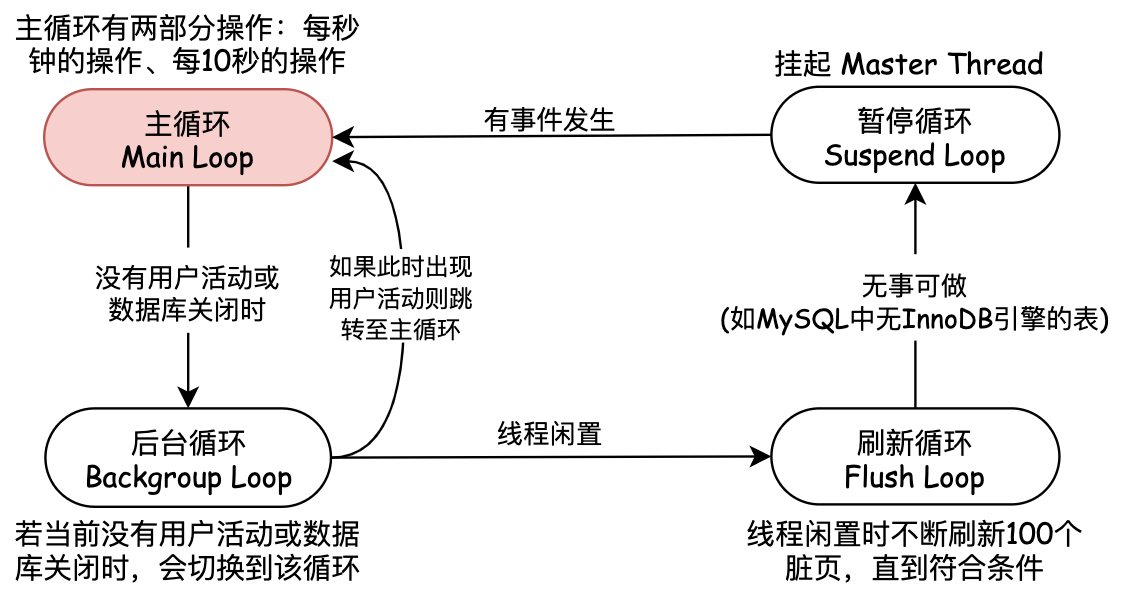 主循环有两部分操作：每秒
钟的操作、每10秒的操作
主循环
Main Loop
挂起 Master Thread
暂停循环
Suspend Loop
有事件发生
没有用户活动或
数据库关闭时
如果此时出现
用户活动则跳
转至主循环
无事可做
(如MySQL中无InnoDB引擎的表)
后台循环
Backgroup Loop
线程闲置
刷新循环
Flush Loop
若当前没有用户活动或数据
库关闭时，会切换到该循环
线程闲置时不断刷新100个
脏页，直到符合条件